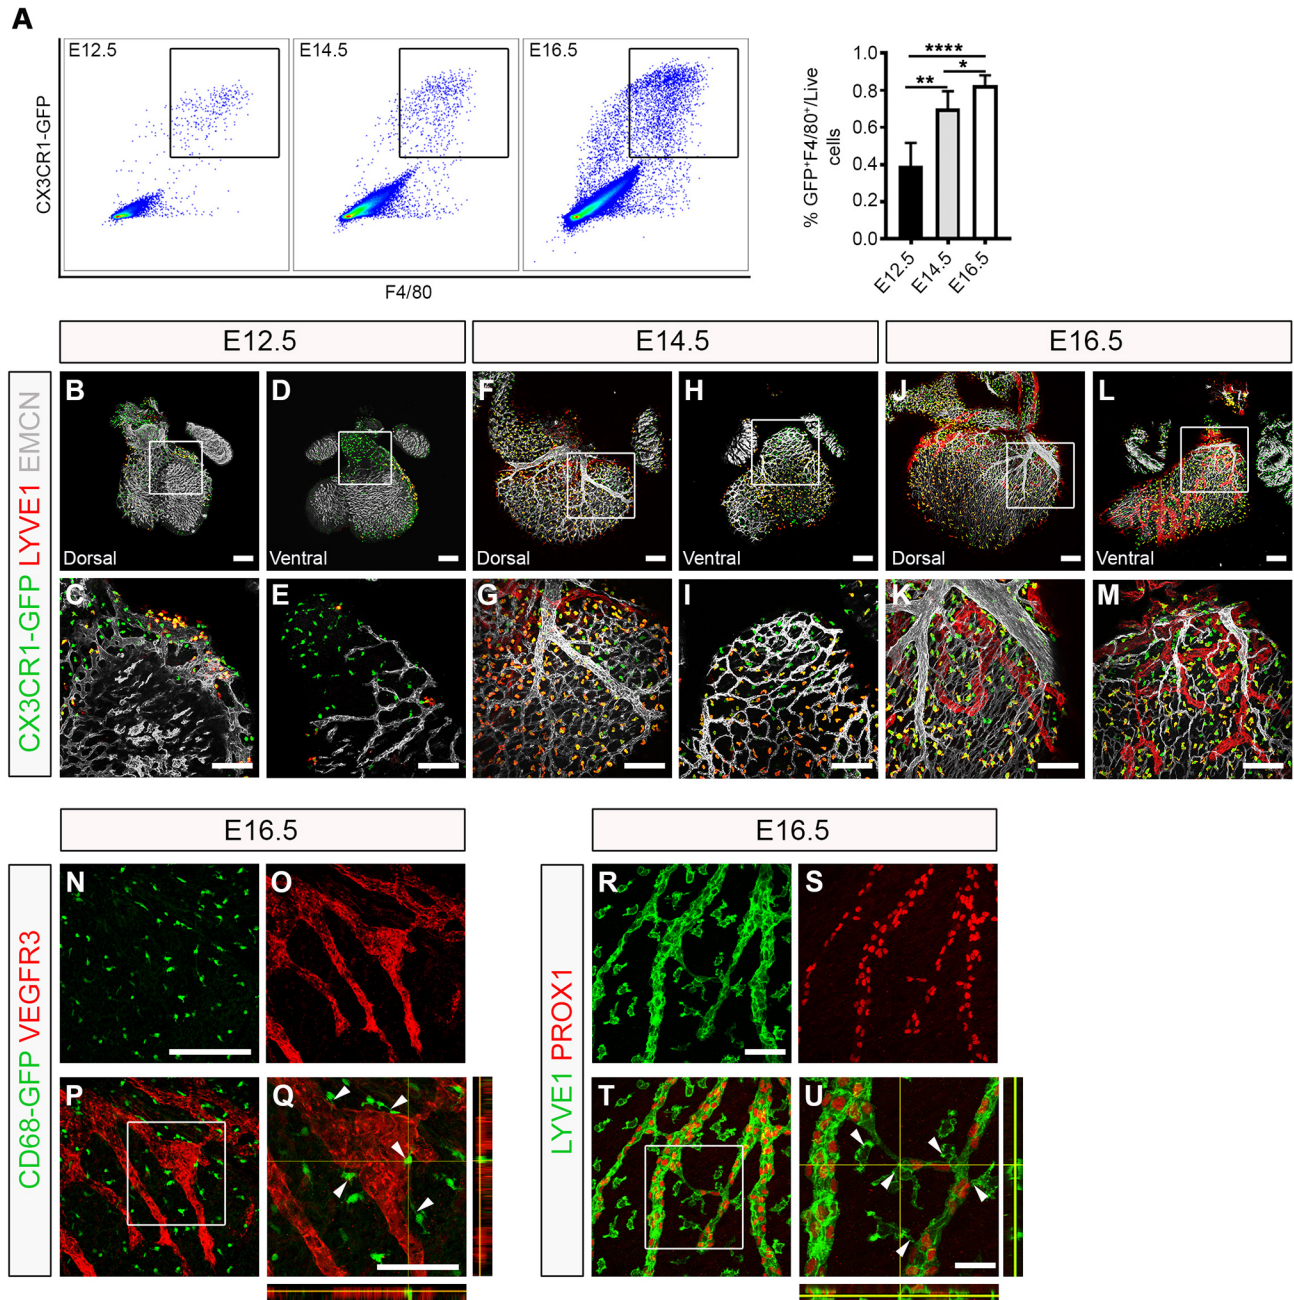 A
E12.5
E14.5
E16.5
CX3CR1-GFP
F4/80
% GFP⁺F4/80⁺/Live
cells
1.0
0.8
0.6
0.4
0.2
0.0
****
*
**
E12.5
E14.5
E16.5
E12.5
E14.5
E16.5
CX3CR1-GFP LYVE1 EMCN
B
Dorsal
D
Ventral
F
Dorsal
H
Ventral
J
Dorsal
L
Ventral
C
E
G
I
K
M
E16.5
E16.5
CD68-GFP VEGFR3
N
O
P
Q
LYVE1 PROX1
R
S
T
U